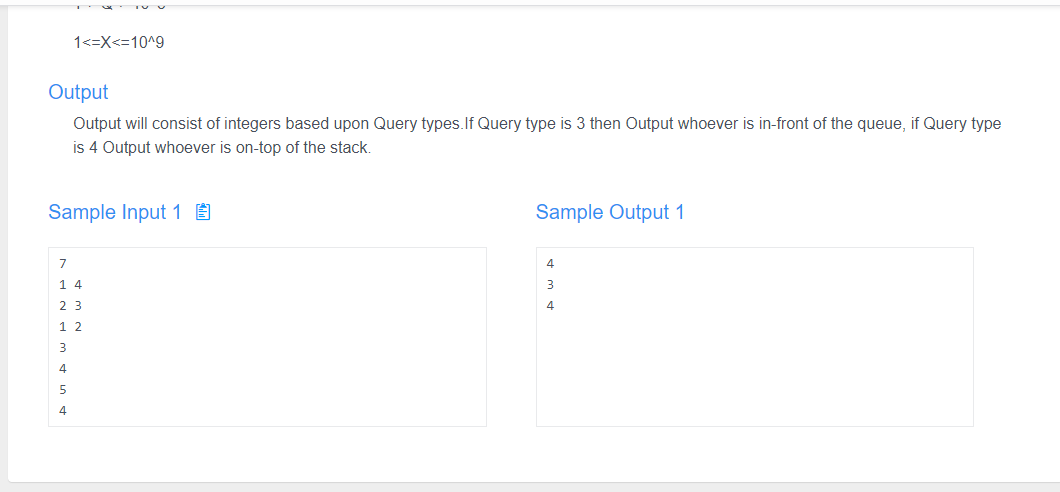 1<=X<=10^9
Output
Output will consist of integers based upon Query types.If Query type is 3 then Output whoever is in-front of the queue, if Query type
is 4 Output whoever is on-top of the stack.
Sample Input 1
7
1 4
2 3
1 2
3
4
5
4
Sample Output 1
4
3
4